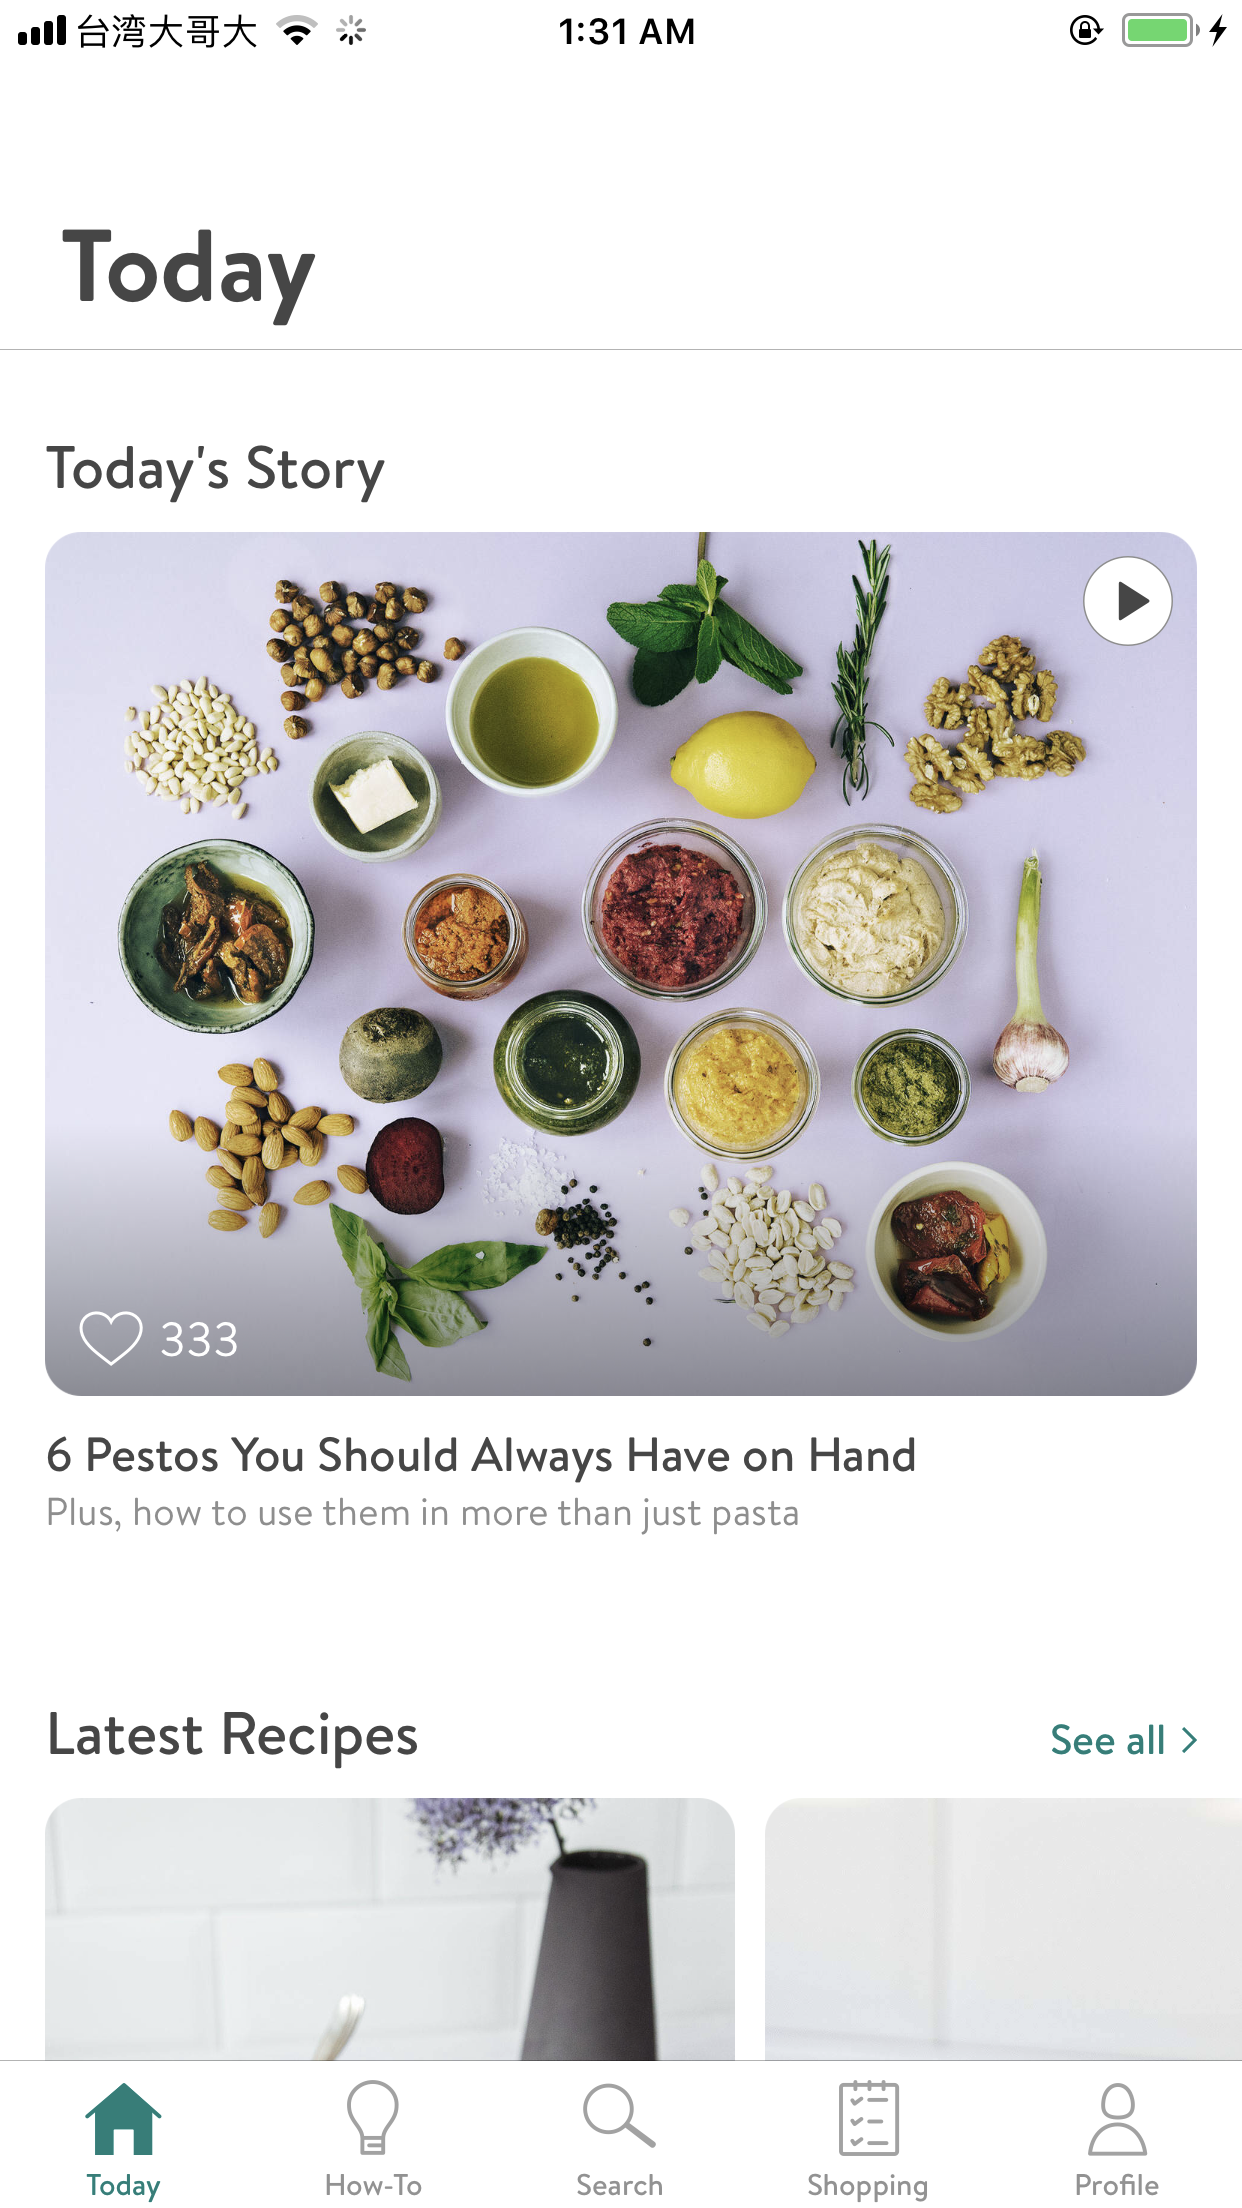 台湾大哥大
1:31 AM
Today
Today's Story
333
6 Pestos You Should Always Have on Hand
Plus, how to use them in more than just pasta
Latest Recipes
See all
Today
How-To
Search
Shopping
Profile